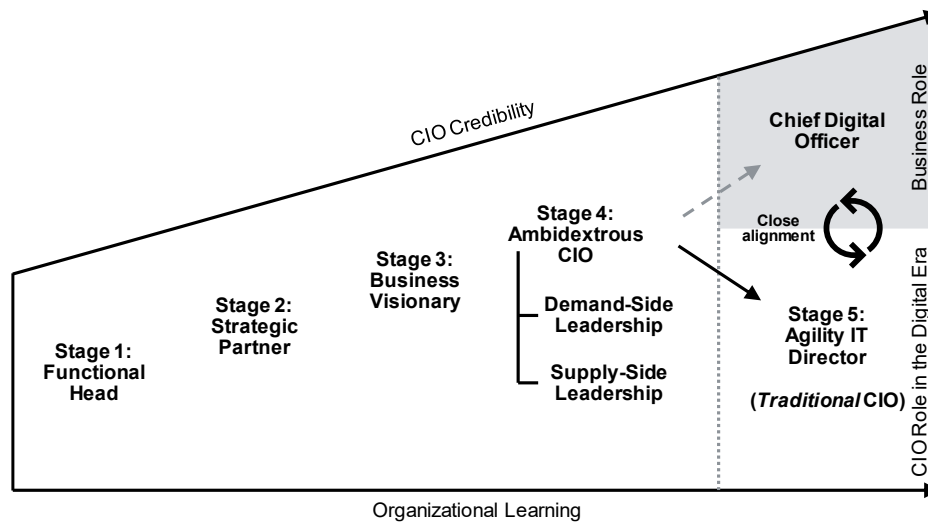 CIO Credibility
Stage 1:
Functional
Head
Stage 2:
Strategic
Partner
Stage 3:
Business
Visionary
Stage 4:
Ambidextrous
CIO
Demand-Side
Leadership
Supply-Side
Leadership
Chief Digital
Officer
Close
alignment
Stage 5:
Agility IT
Director
(Traditional CIO)
Business Role
CIO Role in the Digital Era
Organizational Learning